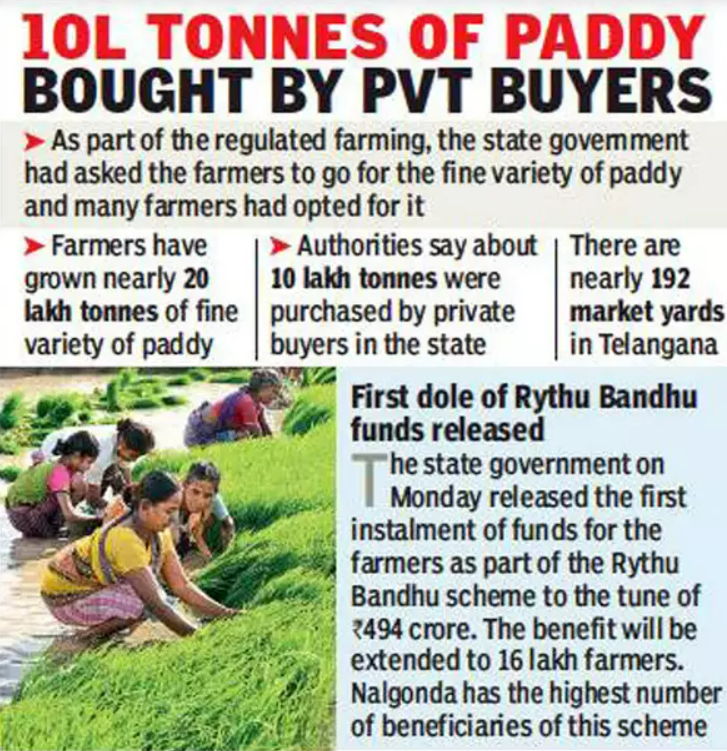 10L TONNES OF PADDY
BOUGHT BY PVT BUYERS
➤ As part of the regulated farming, the state government
had asked the farmers to go for the fine variety of paddy
and many farmers had opted for it
➤ Farmers have
grown nearly 20
lakh tonnes of fine
variety of paddy
➤ Authorities say about
10 lakh tonnes were
purchased by private
buyers in the state
There are
nearly 192
market yards
in Telangana
First dole of Rythu Bandhu
funds released
The state government on
Monday released the first
instalment of funds for the
farmers as part of the Rythu
Bandhu scheme to the tune of
₹494 crore. The benefit will be
extended to 16 lakh farmers.
Nalgonda has the highest number
of beneficiaries of this scheme